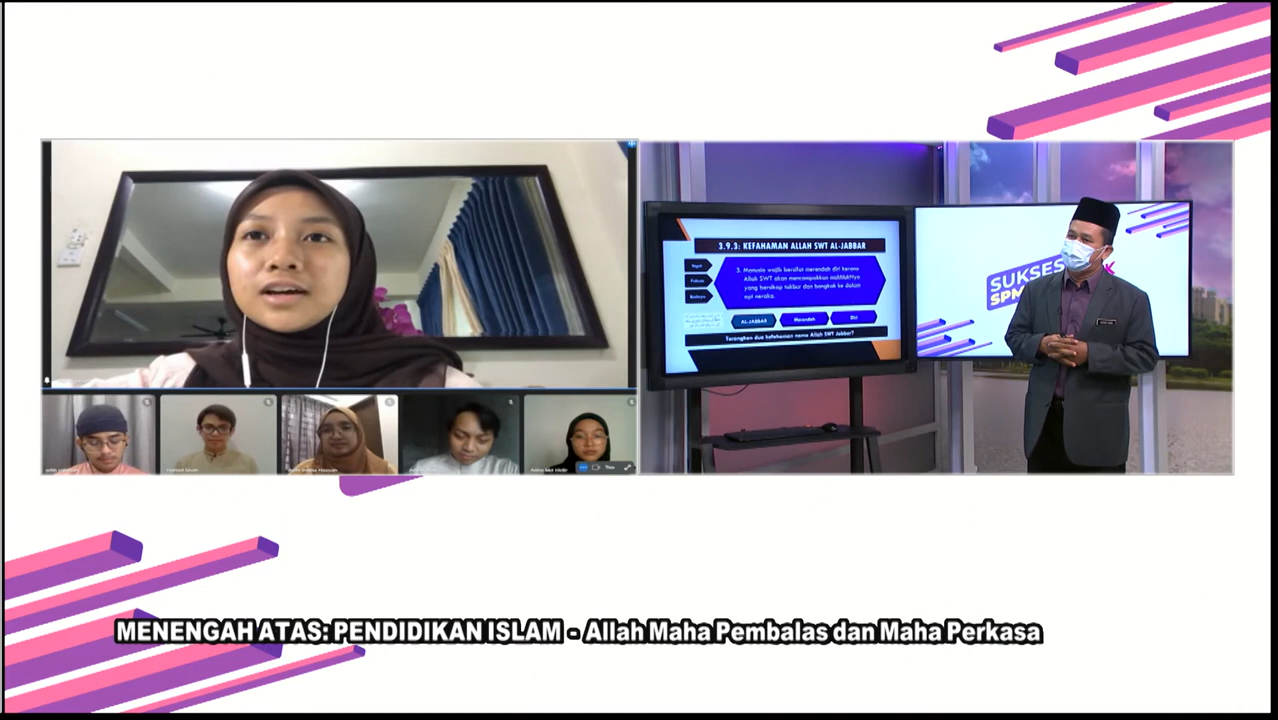 3.9.3: KEFAHAMAN ALLAH SWT AL-JABBAR
3. Manusia wajib bersifat merendah diri kerana
Allah SWT akan mencampakkan makhlukNya
yang bersikap takbur dan bongkak ke dalam
api neraka.
AL-JABBAR
Merendah
Diri
Terangkan dua kefahaman nama Allah SWT Jabbar?
SUKSES
SPM
MENENGAH ATAS: PENDIDIKAN ISLAM - Allah Maha Pembalas dan Maha Perkasa